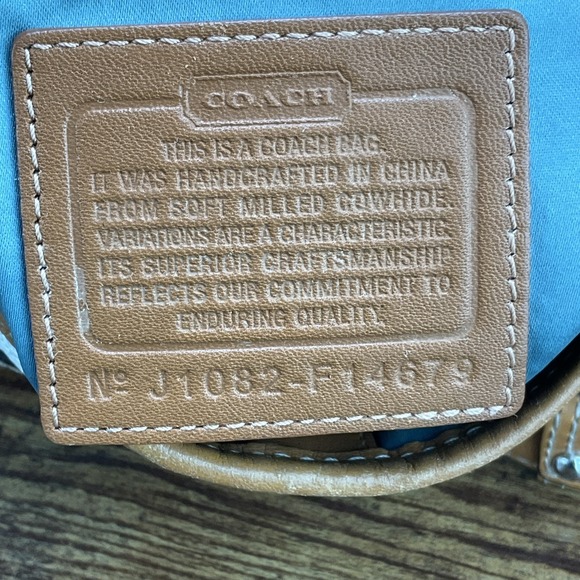 COACH
THIS IS A COACH BAG.
IT WAS HANDCRAFTED IN CHINA
FROM SOFT MILLED COWHIDE.
VARIATIONS ARE A CHARACTERISTIC.
ITS SUPERIOR CRAFTSMANSHIP
REFLECTS OUR COMMITMENT TO
ENDURING QUALITY.
Nº J1082-F14679